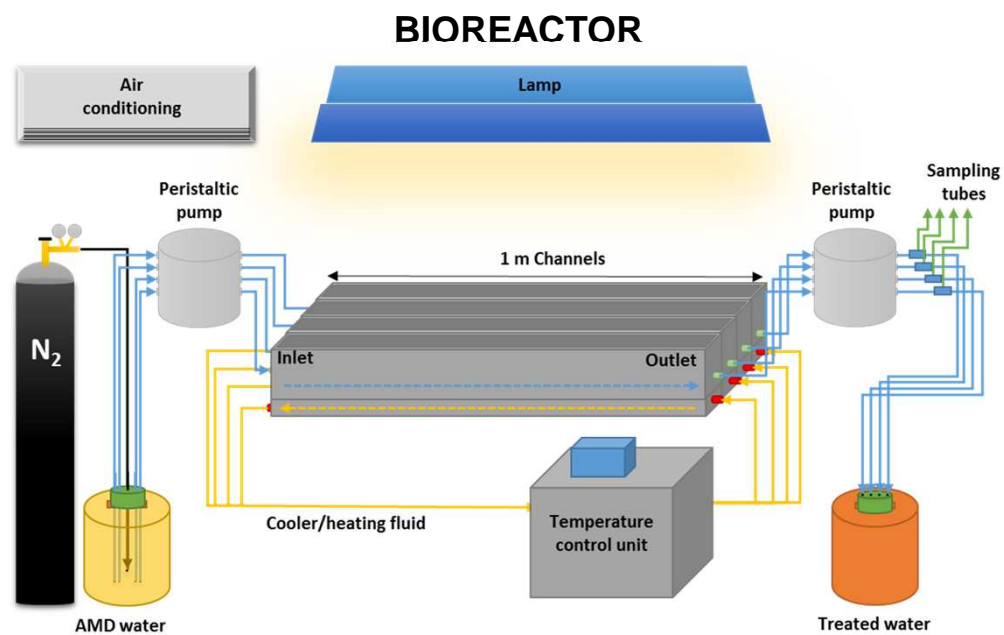 BIOREACTOR
Air
conditioning
Lamp
Peristaltic
pump
Peristaltic
pump
Sampling
tubes
1 m Channels
N2
Inlet
Outlet
Cooler/heating fluid
Temperature
control unit
AMD water
Treated water